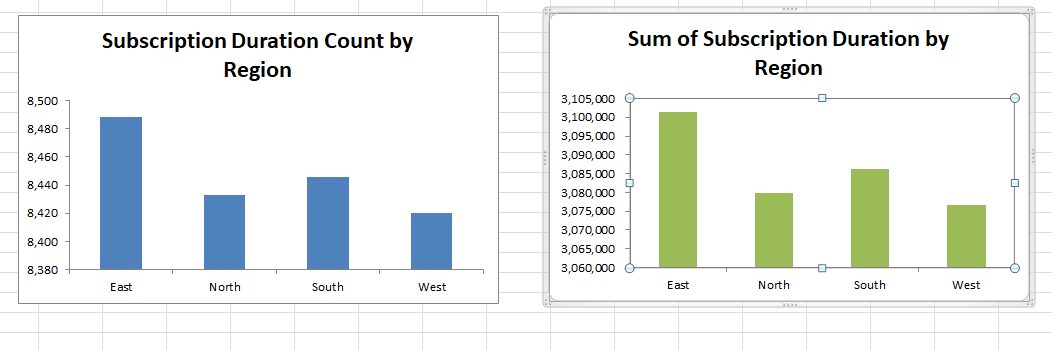 Subscription Duration Count by
Region
8,500
8,480
8,460
8,440
8,420
8,400
8,380
East North South West
Sum of Subscription Duration by
Region
3,105,000
3,100,000
3,095,000
3,090,000
3,085,000
3,080,000
3,075,000
3,070,000
3,065,000
3,060,000
East North South West